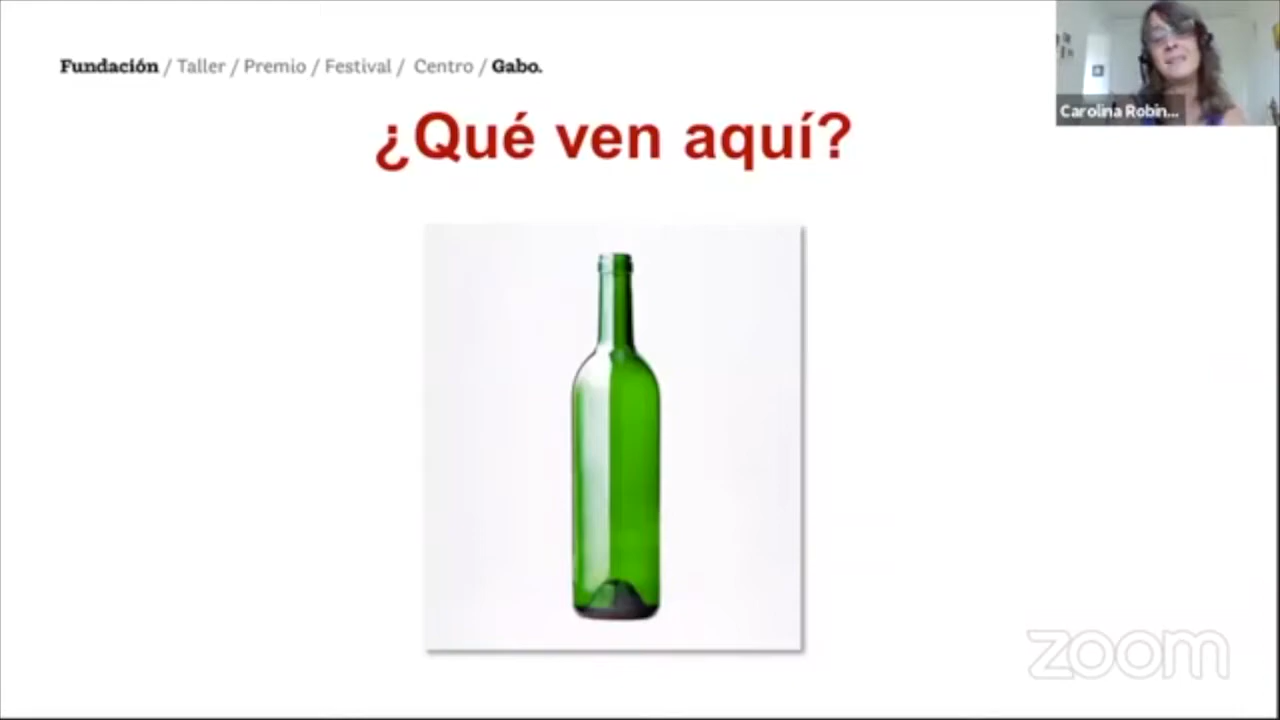 Fundación / Taller / Premio / Festival / Centro / Gabo.
Carolina Robin...
¿Qué ven aquí?
zoom